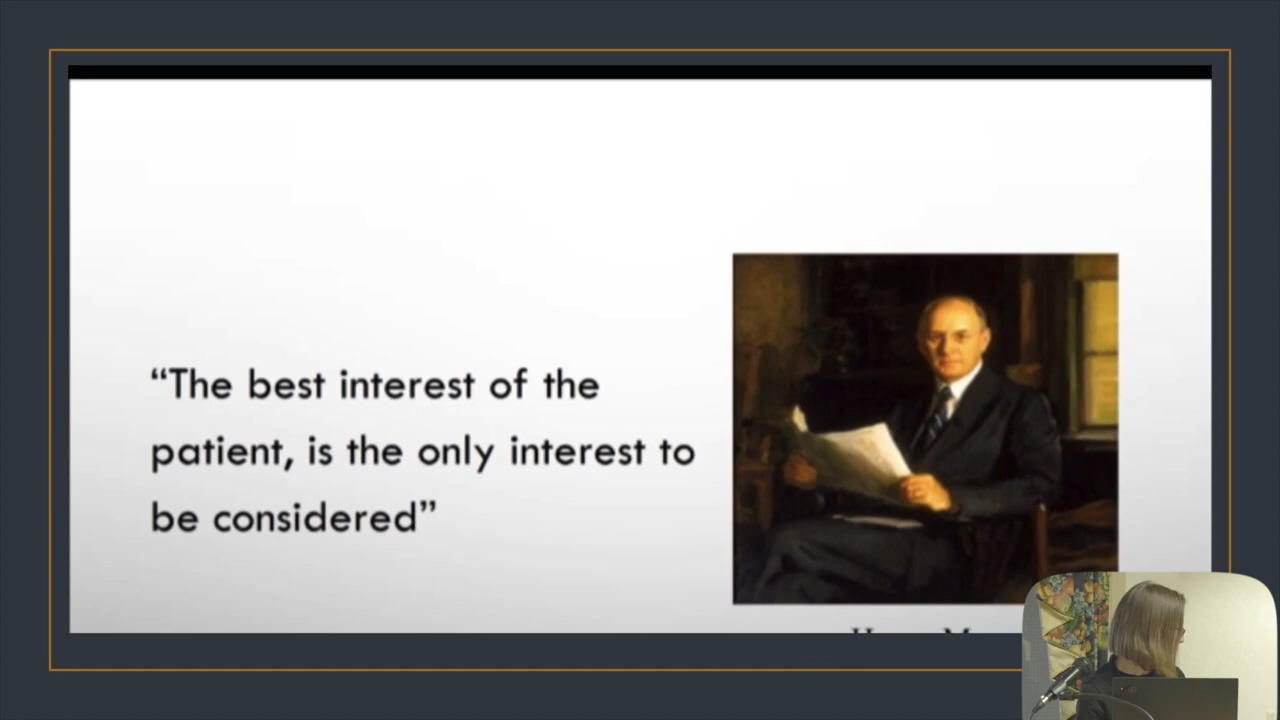 “The best interest of the
patient, is the only interest to
be considered”